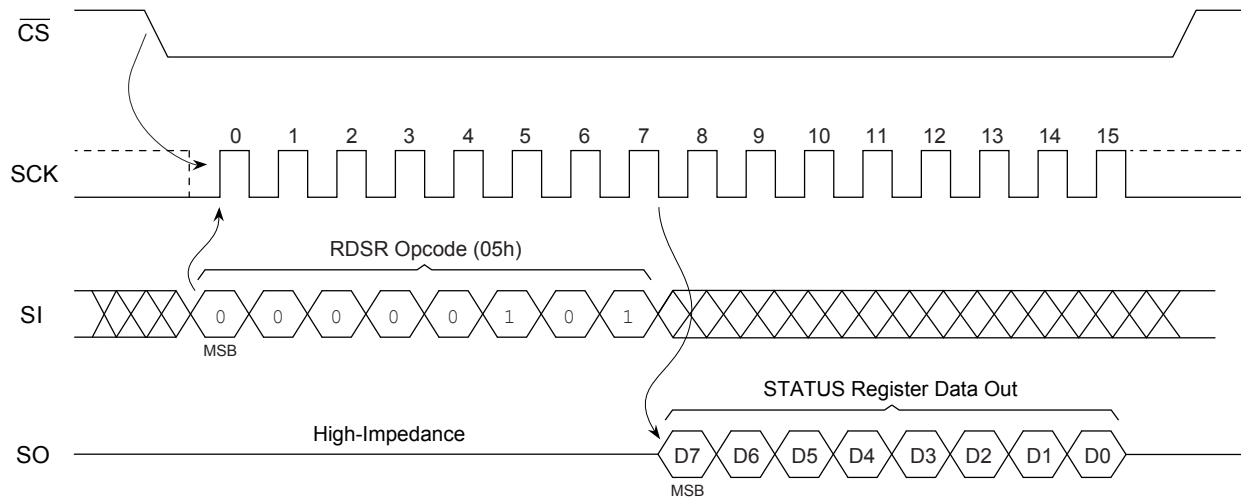 CS
0 1 2 3 4 5 6 7 8 9 10 11 12 13 14 15
SCK
RDSR Opcode (05h)
SI 0 0 0 0 0 1 0 1
MSB
STATUS Register Data Out
High-Impedance
SO D7 D6 D5 D4 D3 D2 D1 D0
MSB